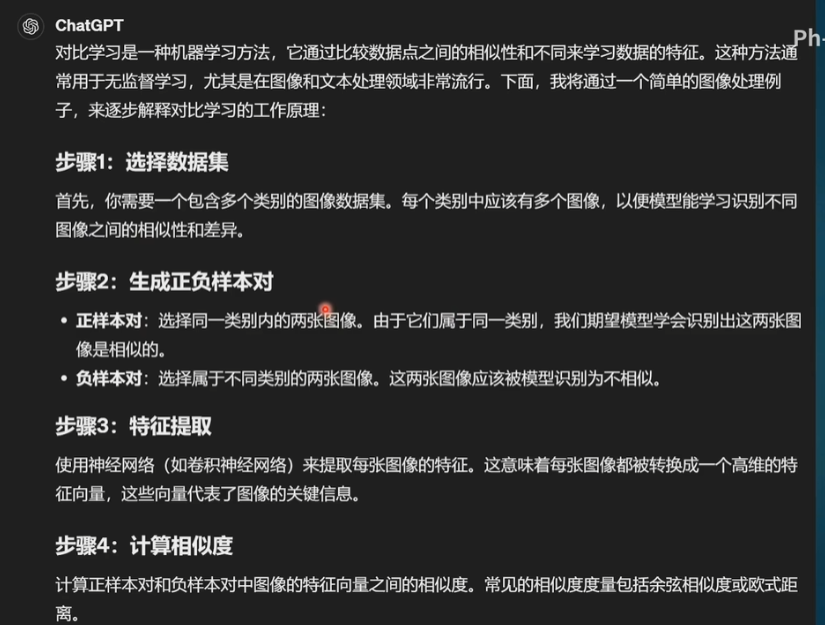 ChatGPT
对比学习是一种机器学习方法，它通过比较数据点之间的相似性和不同来学习数据的特征。这种方法通
常用于无监督学习，尤其是在图像和文本处理领域非常流行。下面，我将通过一个简单的图像处理例
子，来逐步解释对比学习的工作原理：
步骤1：选择数据集
首先，你需要一个包含多个类别的图像数据集。每个类别中应该有多个图像，以便模型能学习识别不同
图像之间的相似性和差异。
步骤2：生成正负样本对
• 正样本对：选择同一类别内的两张图像。由于它们属于同一类别，我们期望模型学会识别出这两张图
像是相似的。
• 负样本对：选择属于不同类别的两张图像。这两张图像应该被模型识别为不相似。
步骤3：特征提取
使用神经网络（如卷积神经网络）来提取每张图像的特征。这意味着每张图像都被转换成一个高维的特
征向量，这些向量代表了图像的关键信息。
步骤4：计算相似度
计算正样本对和负样本对中图像的特征向量之间的相似度。常见的相似度度量包括余弦相似度或欧式距
离。